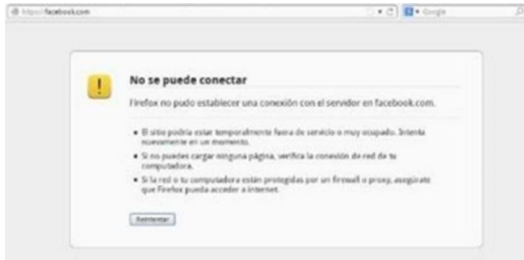 https://facebook.com
Google
No se puede conectar
Firefox no pudo establecer una conexión con el servidor en facebook.com.
El sitio podría estar temporalmente fuera de servicio o muy ocupado. Intenta
nuevamente en un momento.
Si no puedes cargar ninguna página, verifica la conexión de red de tu
computadora.
Si la red o tu computadora están protegidas por un firewall o proxy, asegúrate
que Firefox pueda acceder a internet.
Reintentar